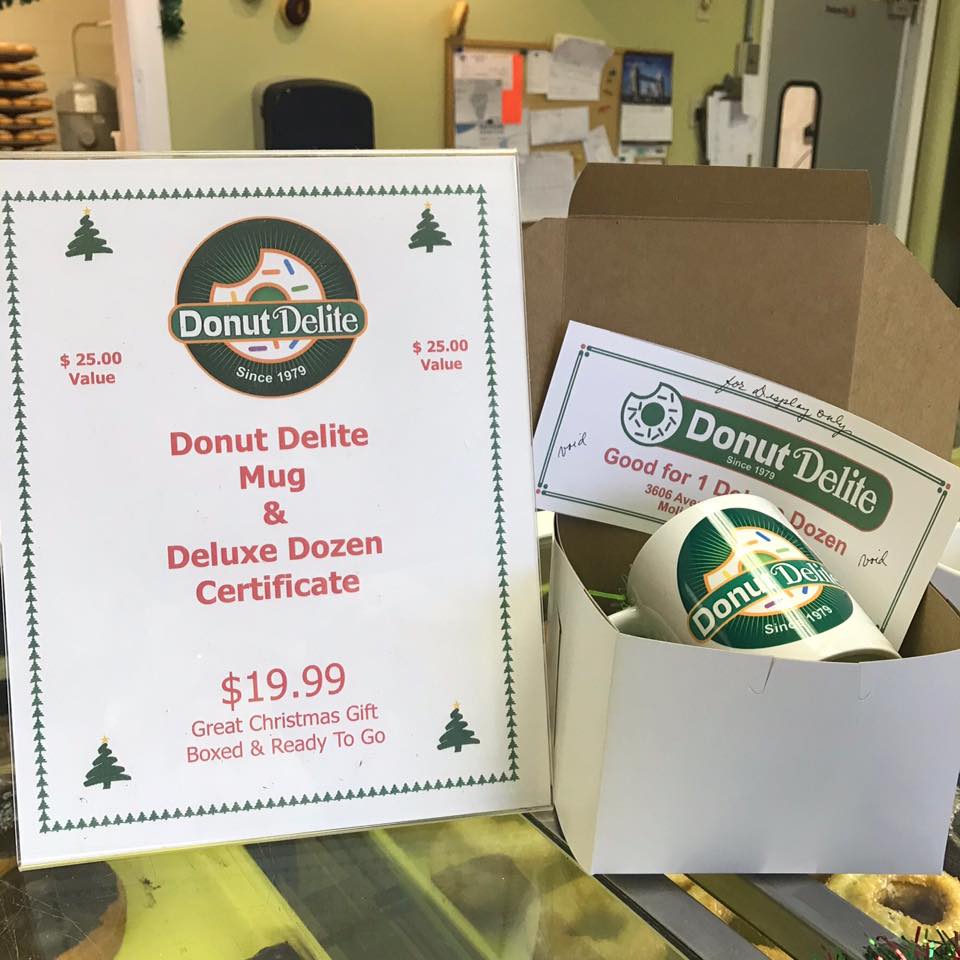 Donut Delite
Since 1979
$ 25.00
Value
$ 25.00
Value
Donut Delite
Mug
&
Deluxe Dozen
Certificate
$19.99
Great Christmas Gift
Boxed & Ready To Go
for Display only
void
Donut Delite
Since 1979
Good for 1 Dozen
3606
void
Donut Delite
Since 1979